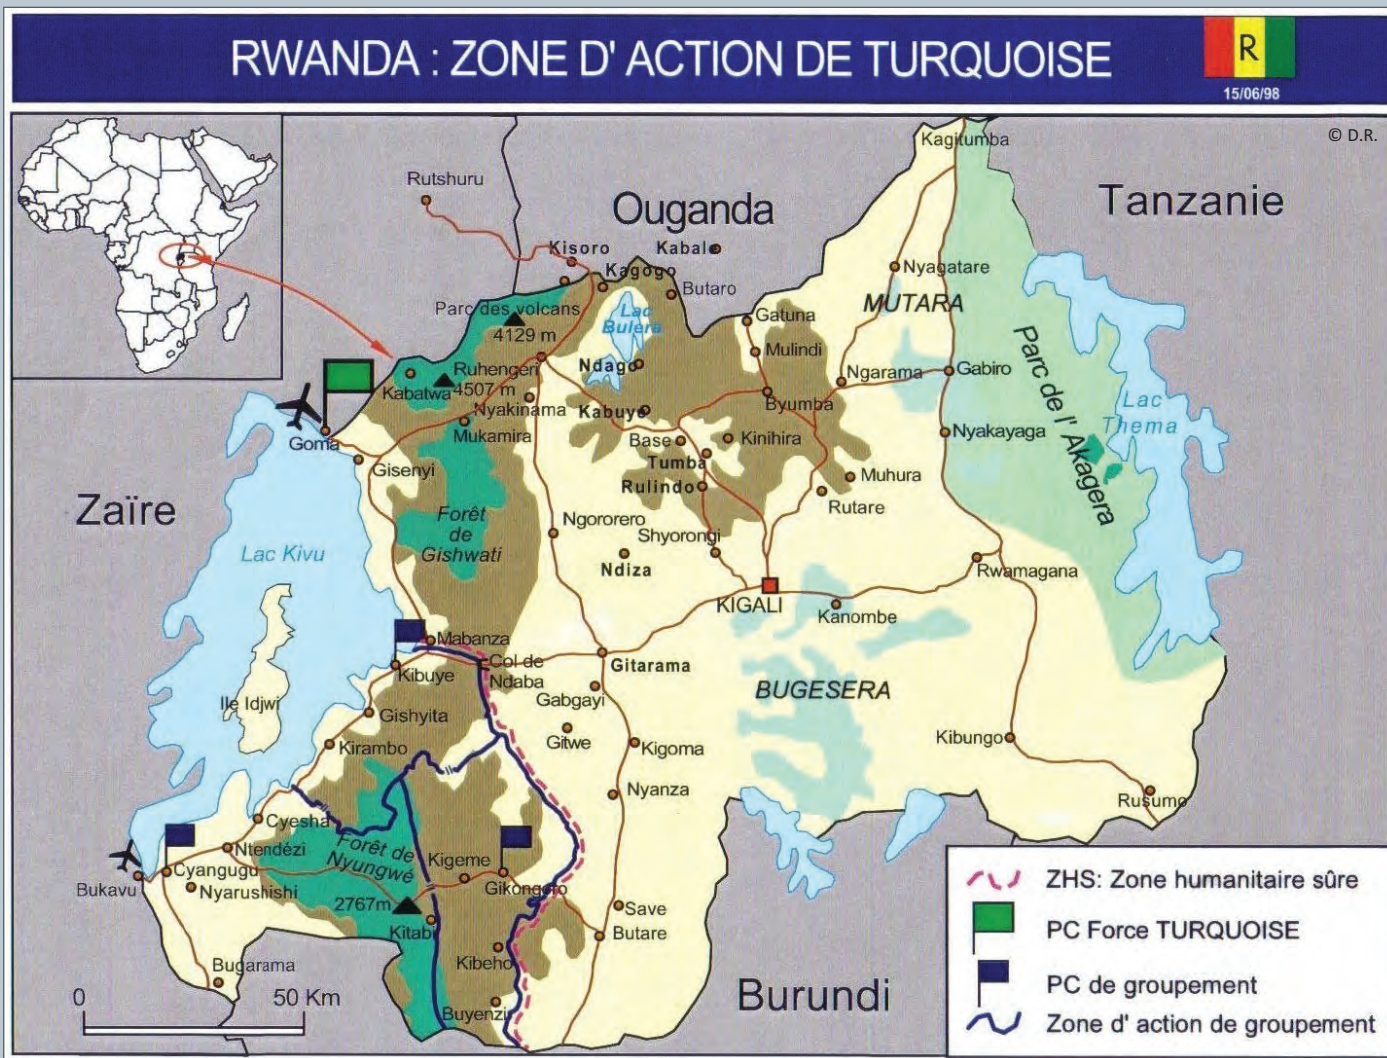 RWANDA : ZONE D' ACTION DE TURQUOISE
R
15/06/98
© D.R.
Kagitumba
Rutshuru
Ouganda
Tanzanie
Kisoro
Kabale
Kagogo
Nyagatare
Butaro
MUTARA
Parc des volcans
4129 m
Lac
Bulera
Gatuna
Mulindi
Parc de l' Akagera
Ruhengeri
Kabatwa
4507 m
Ndago
Ngarama
Gabiro
Nyakinama
Kabuye
Byumba
Lac
Thema
Goma
Mukamira
Base
Kinihira
Nyakayaga
Gisenyi
Tumba
Muhura
Rulindo
Rutare
Zaïre
Forêt
de
Gishwati
Ngororero
Shyorongi
Lac Kivu
Ndiza
Rwamagana
KIGALI
Kanombe
Mabanza
Kibuye
Col de
Ndaba
Gitarama
Ile Idjwi
Gabgayi
BUGESERA
Gishyita
Gitwe
Kigoma
Kibungo
Kirambo
Nyanza
Rusumo
Cyesha
Ntendézi
Forêt de
Nyungwé
Kigeme
Cyangugu
Bukavu
Nyarushishi
Gikongoro
2767m
Save
Kitabi
Butare
Kibeho
Bugarama
Buyenzi
Burundi
0
50 Km
ZHS: Zone humanitaire sûre
PC Force TURQUOISE
PC de groupement
Zone d' action de groupement